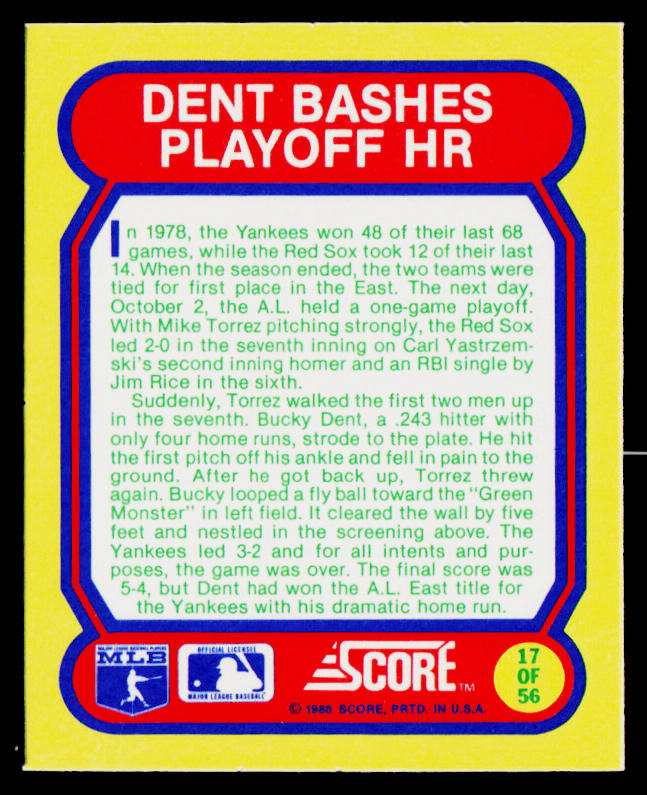 DENT BASHES
PLAYOFF HR
In 1978, the Yankees won 48 of their last 68
games, while the Red Sox took 12 of their last
14. When the season ended, the two teams were
tied for first place in the East. The next day,
October 2, the A.L. held a one-game playoff.
With Mike Torrez pitching strongly, the Red Sox
led 2-0 in the seventh inning on Carl Yastrzem-
ski's second inning homer and an RBI single by
Jim Rice in the sixth.
Suddenly, Torrez walked the first two men up
in the seventh. Bucky Dent, a .243 hitter with
only four home runs, strode to the plate. He hit
the first pitch off his ankle and fell in pain to the
ground. After he got back up, Torrez threw
again. Bucky looped a fly ball toward the "Green
Monster" in left field. It cleared the wall by five
feet and nestled in the screening above. The
Yankees led 3-2 and for all intents and pur-
poses, the game was over. The final score was
5-4, but Dent had won the A.L. East title for
the Yankees with his dramatic home run.
MAJOR LEAGUE BASEBALL PLAYERS
MLB
OFFICIAL LICENSEE
MAJOR LEAGUE BASEBALL
SCORE TM
© 1988 SCORE, PRTD. IN U.S.A.
17
OF
56